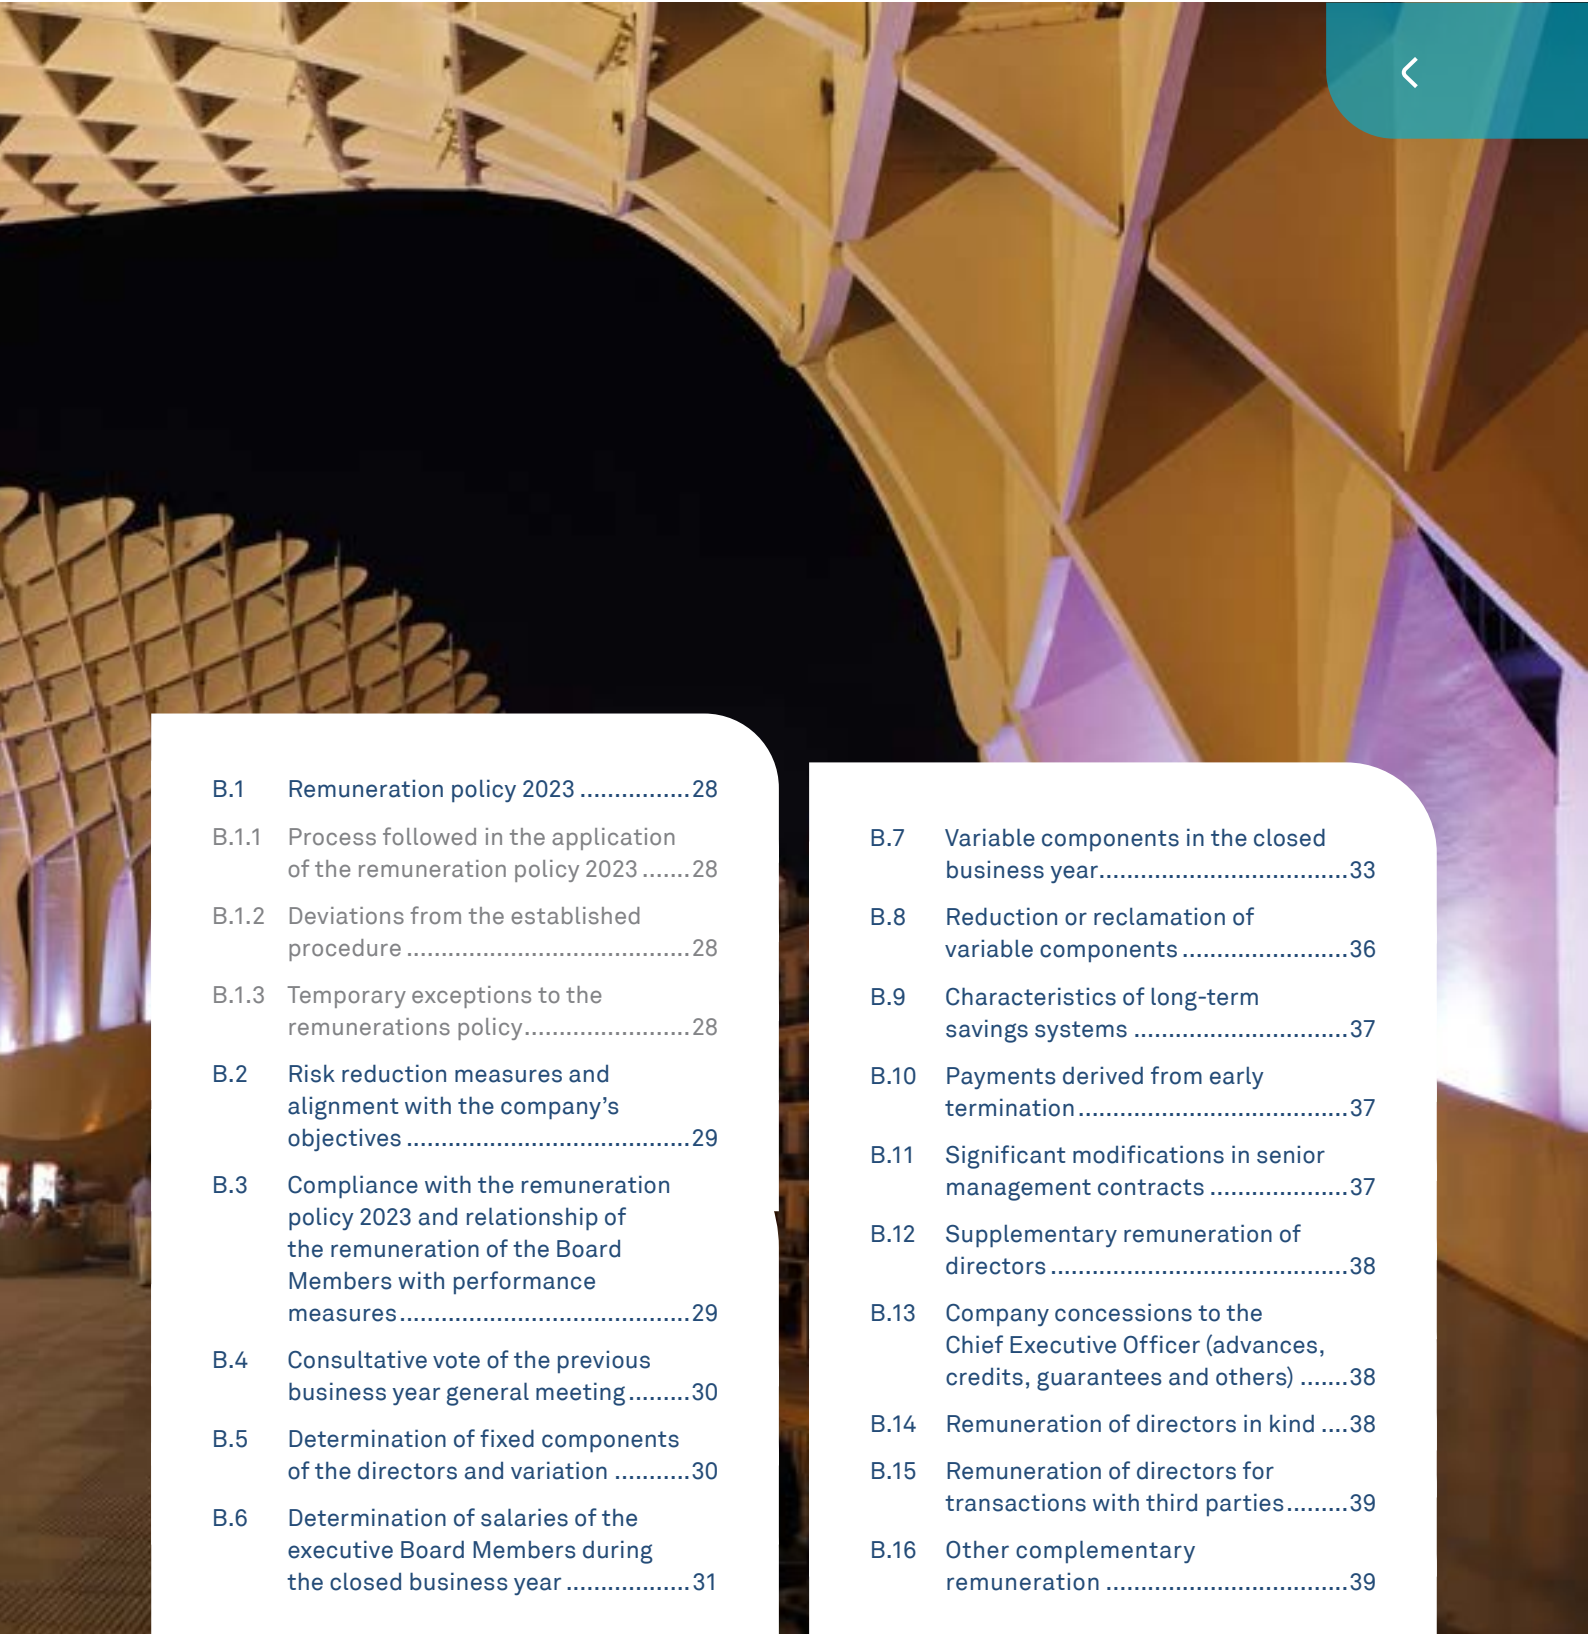 B.1 Remuneration policy 2023 ................28
B.1.1 Process followed in the application
of the remuneration policy 2023 .......28
B.1.2 Deviations from the established
procedure .........................................28
B.1.3 Temporary exceptions to the
remunerations policy........................28
B.2 Risk reduction measures and
alignment with the company’s
objectives .........................................29
B.3 Compliance with the remuneration
policy 2023 and relationship of
the remuneration of the Board
Members with performance
measures..........................................29
B.4 Consultative vote of the previous
business year general meeting.........30
B.5 Determination of fixed components
of the directors and variation ...........30
B.6 Determination of salaries of the
executive Board Members during
the closed business year ..................31
B.7 Variable components in the closed
business year....................................33
B.8 Reduction or reclamation of
variable components ........................36
B.9 Characteristics of long-term
savings systems ...............................37
B.10 Payments derived from early
termination.......................................37
B.11 Significant modifications in senior
management contracts ....................37
B.12 Supplementary remuneration of
directors ...........................................38
B.13 Company concessions to the
Chief Executive Officer (advances,
credits, guarantees and others) .......38
B.14 Remuneration of directors in kind ....38
B.15 Remuneration of directors for
transactions with third parties.........39
B.16 Other complementary
remuneration ...................................39